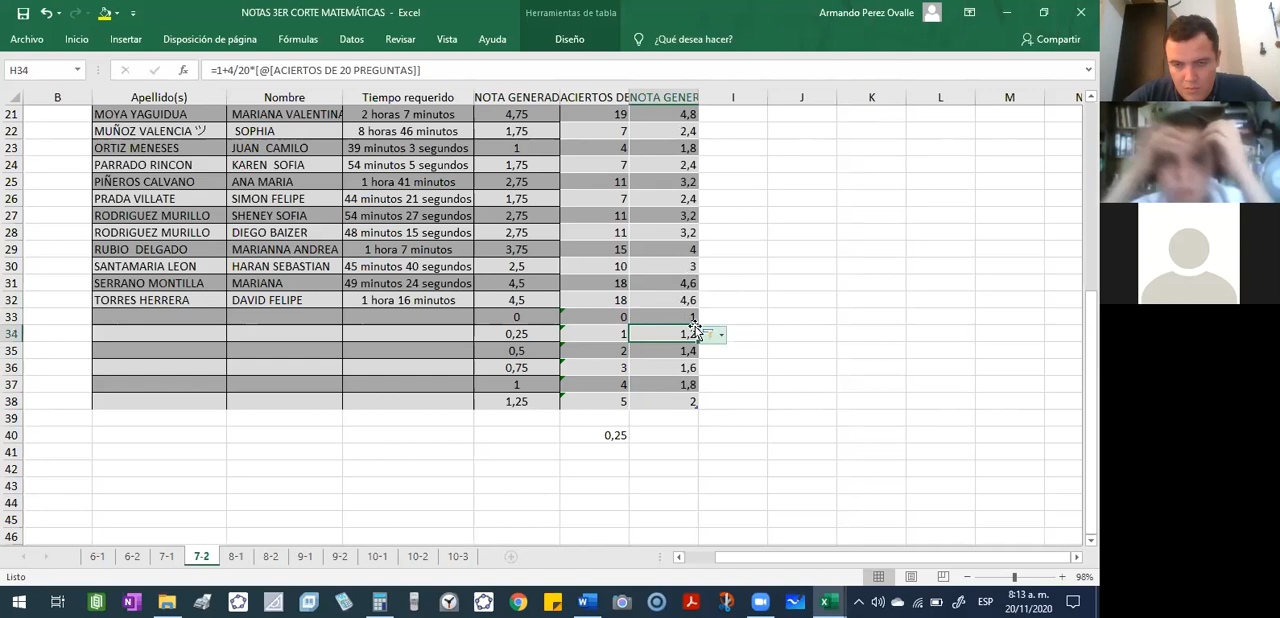 NOTAS 3ER CORTE MATEMÁTICAS - Excel
Herramientas de tabla
Armando Perez Ovalle
Archivo Inicio Insertar Disposición de página Fórmulas Datos Revisar Vista Ayuda Diseño ¿Qué desea hacer? Compartir
H34 fx =1+4/20*[@[ACIERTOS DE 20 PREGUNTAS]]
B Apellido(s) Nombre Tiempo requerido NOTA GENERAD ACIERTOS DE NOTA GENER I J K L M N
21 MOYA YAGUIDUA MARIANA VALENTINA 2 horas 7 minutos 4,75 19 4,8
22 MUÑOZ VALENCIA ツ SOPHIA 8 horas 46 minutos 1,75 7 2,4
23 ORTIZ MENESES JUAN CAMILO 39 minutos 3 segundos 1 4 1,8
24 PARRADO RINCON KAREN SOFIA 54 minutos 5 segundos 1,75 7 2,4
25 PIÑEROS CALVANO ANA MARIA 1 hora 41 minutos 2,75 11 3,2
26 PRADA VILLATE SIMON FELIPE 44 minutos 21 segundos 1,75 7 2,4
27 RODRIGUEZ MURILLO SHENEY SOFIA 54 minutos 27 segundos 2,75 11 3,2
28 RODRIGUEZ MURILLO DIEGO BAIZER 48 minutos 15 segundos 2,75 11 3,2
29 RUBIO DELGADO MARIANNA ANDREA 1 hora 7 minutos 3,75 15 4
30 SANTAMARIA LEON HARAN SEBASTIAN 45 minutos 40 segundos 2,5 10 3
31 SERRANO MONTILLA MARIANA 49 minutos 24 segundos 4,5 18 4,6
32 TORRES HERRERA DAVID FELIPE 1 hora 16 minutos 4,5 18 4,6
33 0 0 1
34 0,25 1 1,2
35 0,5 2 1,4
36 0,75 3 1,6
37 1 4 1,8
38 1,25 5 2
39
40 0,25
41
42
43
44
45
46
6-1 6-2 7-1 7-2 8-1 8-2 9-1 9-2 10-1 10-2 10-3
Listo 98%
ESP 8:13 a. m.
20/11/2020